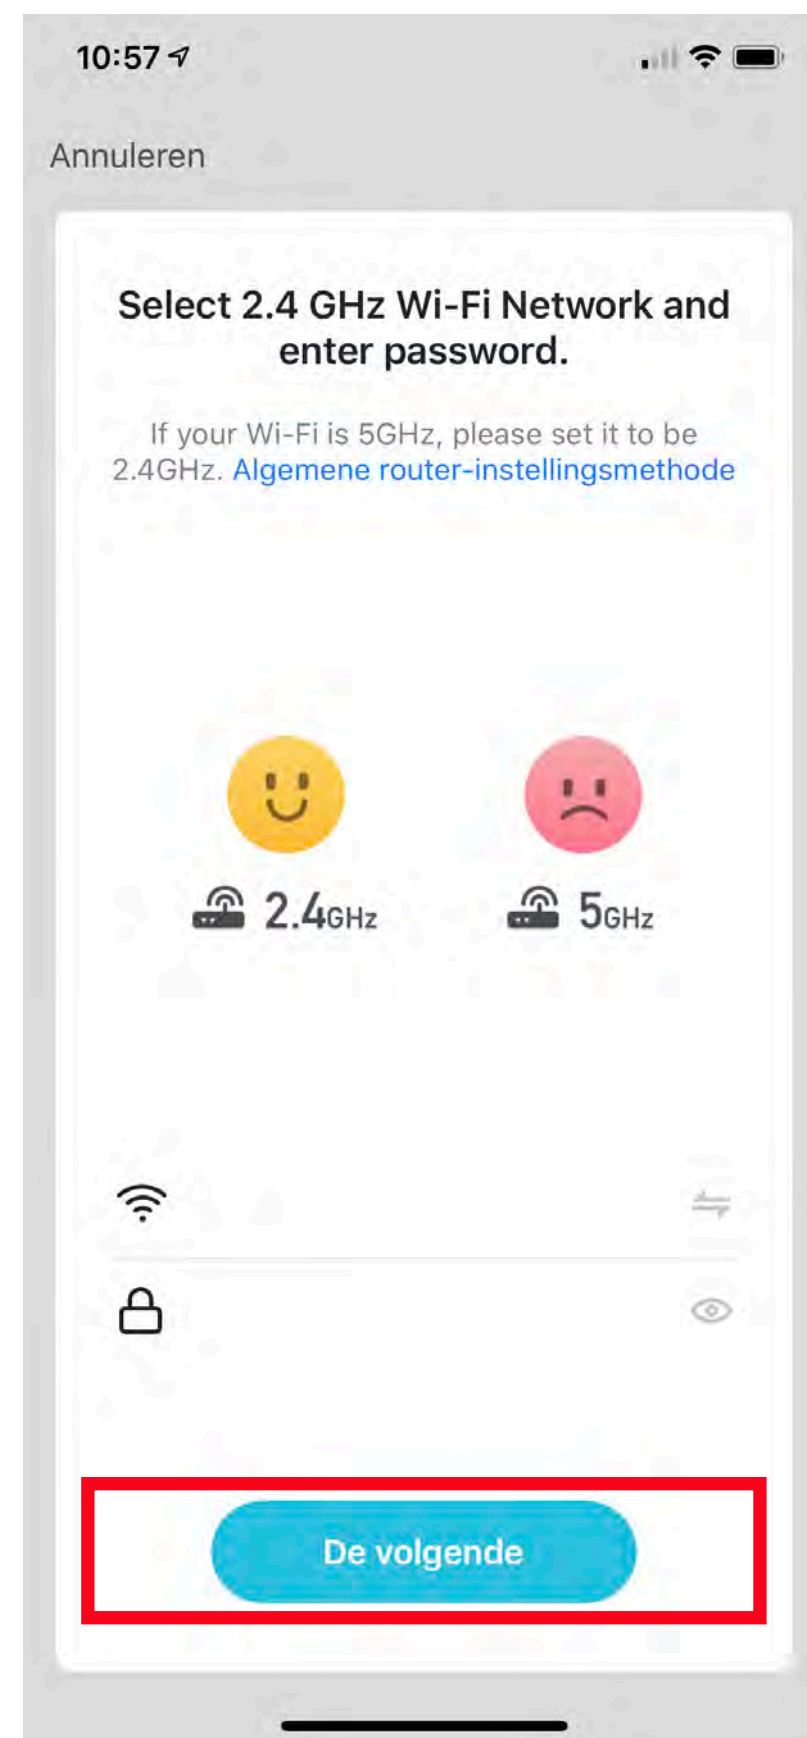 10:57
Annuleren
Select 2.4 GHz Wi-Fi Network and
enter password.
If your Wi-Fi is 5GHz, please set it to be
2.4GHz. Algemene router-instellingsmethode
2.4GHz 5GHz
De volgende